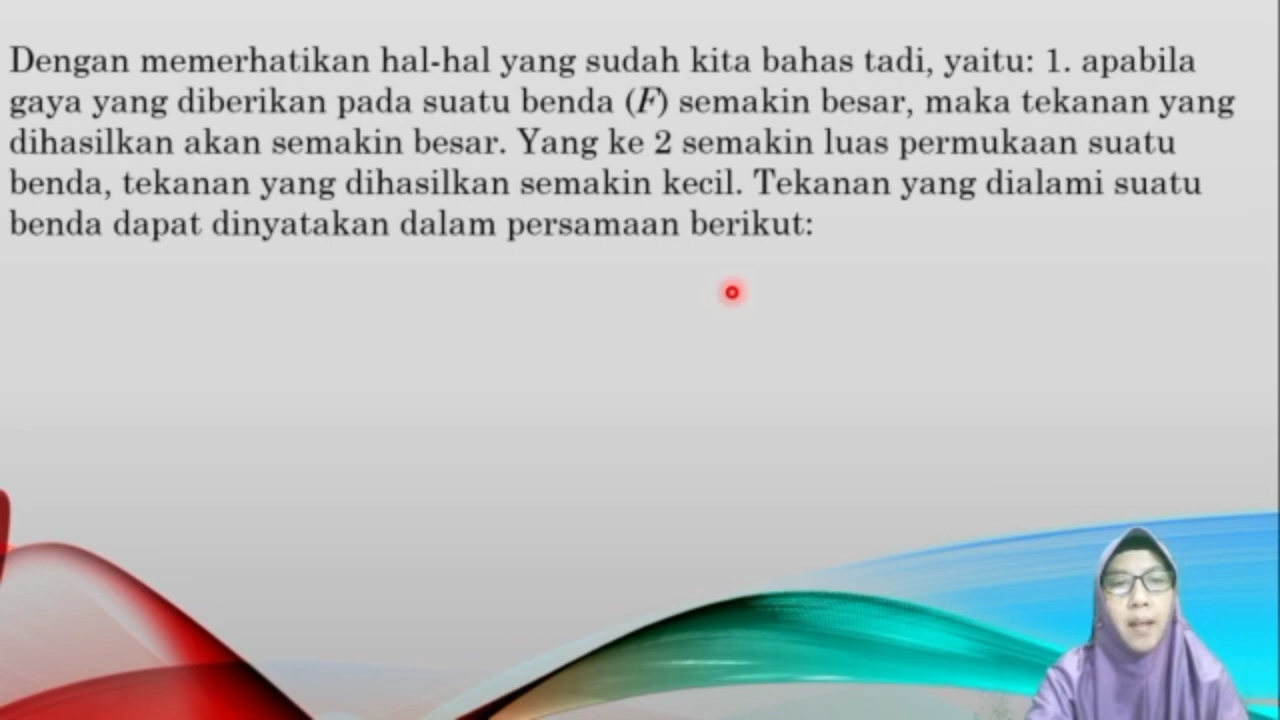 Dengan memerhatikan hal-hal yang sudah kita bahas tadi, yaitu: 1. apabila
gaya yang diberikan pada suatu benda (F) semakin besar, maka tekanan yang
dihasilkan akan semakin besar. Yang ke 2 semakin luas permukaan suatu
benda, tekanan yang dihasilkan semakin kecil. Tekanan yang dialami suatu
benda dapat dinyatakan dalam persamaan berikut: